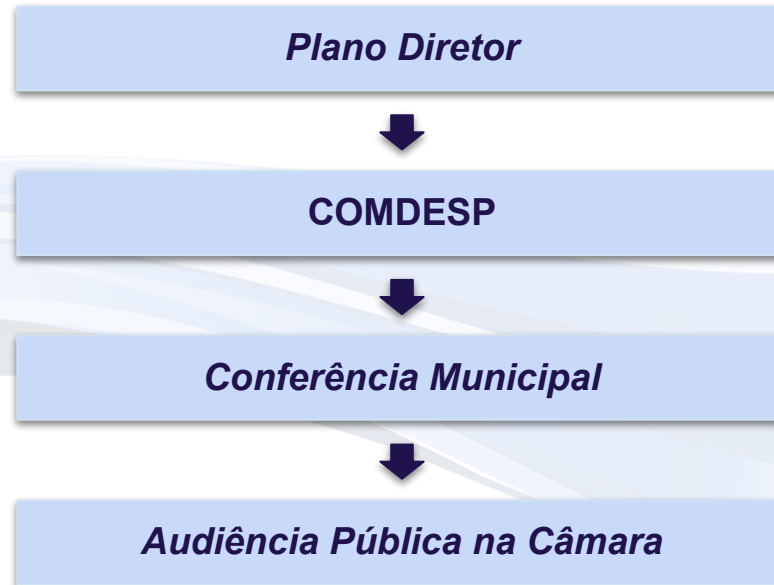 Plano Diretor
COMDESP
Conferência Municipal
Audiência Pública na Câmara